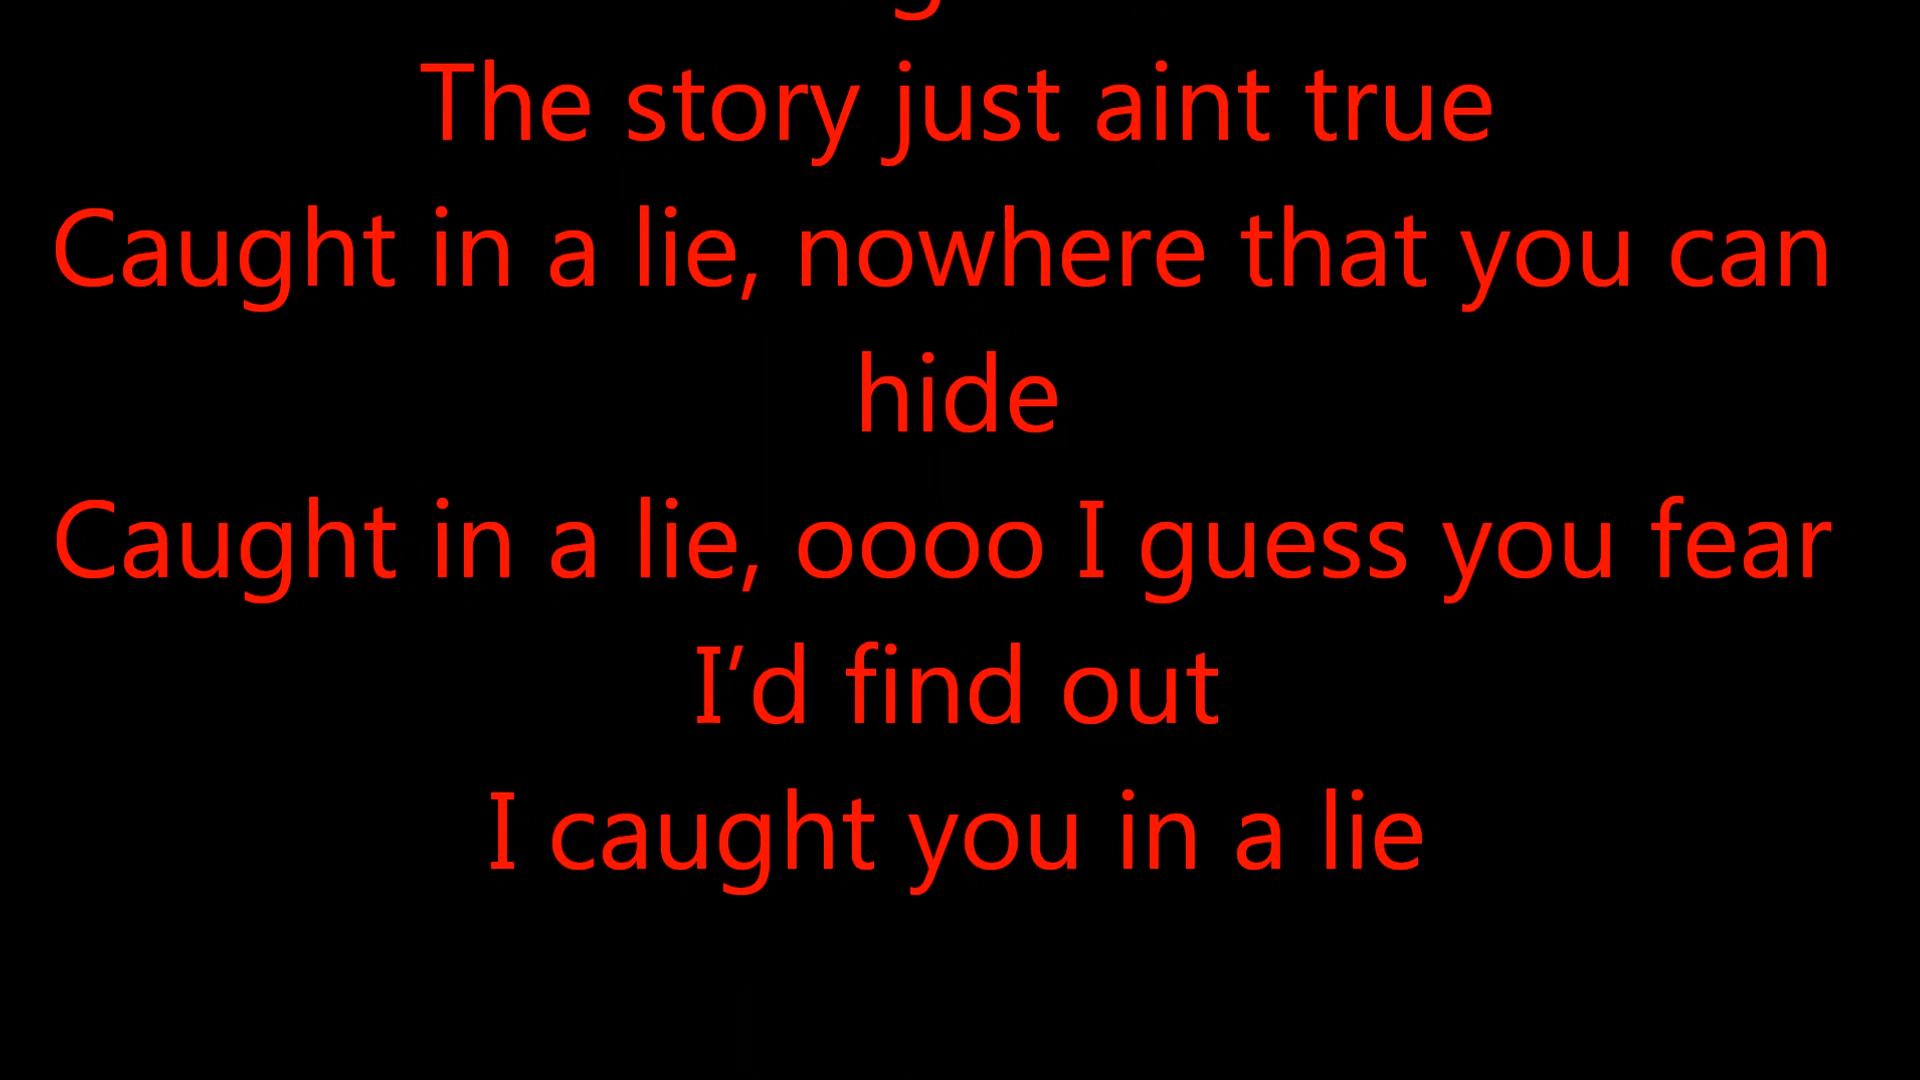 The story just aint true
Caught in a lie, nowhere that you can
hide
Caught in a lie, oooo I guess you fear
I’d find out
I caught you in a lie